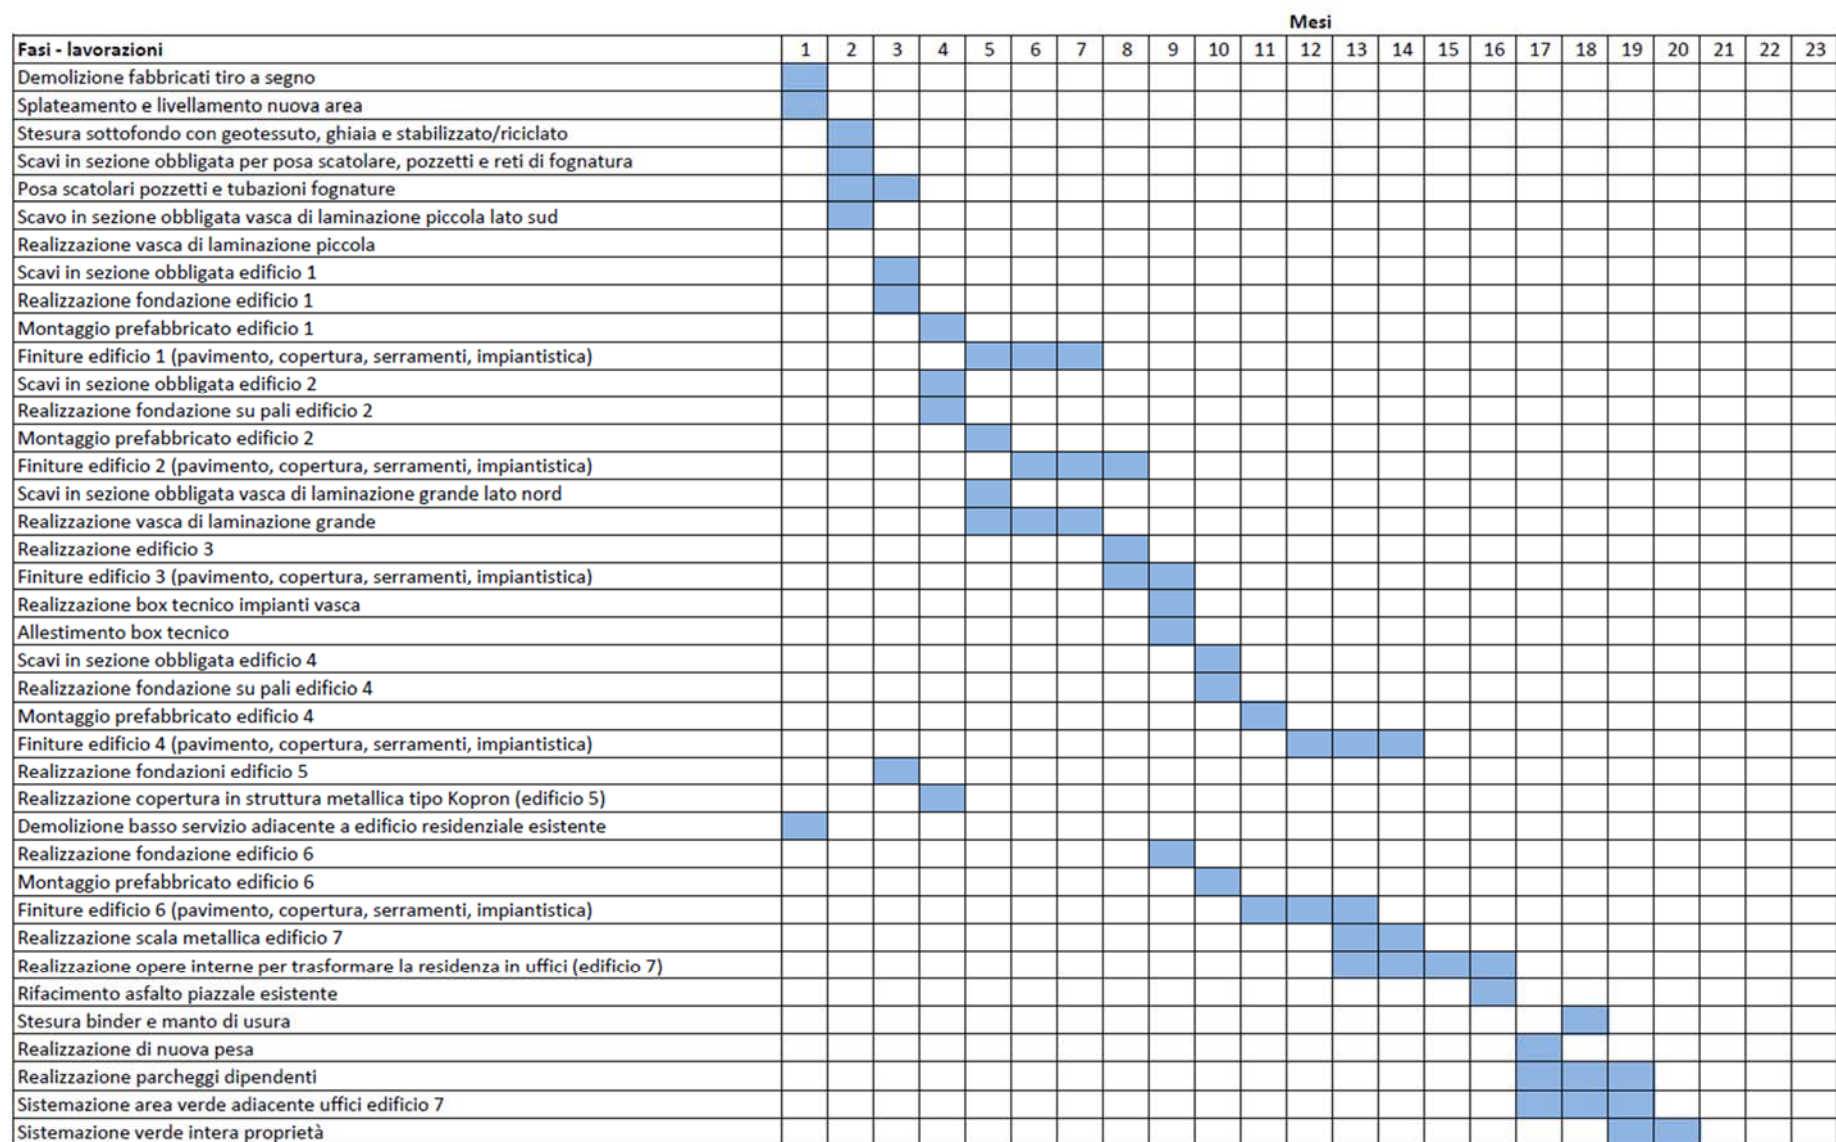 Mesi
Fasi - lavorazioni 1 2 3 4 5 6 7 8 9 10 11 12 13 14 15 16 17 18 19 20 21 22 23
Demolizione fabbricati tiro a segno
Splateamento e livellamento nuova area
Stesura sottofondo con geotessuto, ghiaia e stabilizzato/riciclato
Scavi in sezione obbligata per posa scatolare, pozzetti e reti di fognatura
Posa scatolari pozzetti e tubazioni fognature
Scavo in sezione obbligata vasca di laminazione piccola lato sud
Realizzazione vasca di laminazione piccola
Scavi in sezione obbligata edificio 1
Realizzazione fondazione edificio 1
Montaggio prefabbricato edificio 1
Finiture edificio 1 (pavimento, copertura, serramenti, impiantistica)
Scavi in sezione obbligata edificio 2
Realizzazione fondazione su pali edificio 2
Montaggio prefabbricato edificio 2
Finiture edificio 2 (pavimento, copertura, serramenti, impiantistica)
Scavi in sezione obbligata vasca di laminazione grande lato nord
Realizzazione vasca di laminazione grande
Realizzazione edificio 3
Finiture edificio 3 (pavimento, copertura, serramenti, impiantistica)
Realizzazione box tecnico impianti vasca
Allestimento box tecnico
Scavi in sezione obbligata edificio 4
Realizzazione fondazione su pali edificio 4
Montaggio prefabbricato edificio 4
Finiture edificio 4 (pavimento, copertura, serramenti, impiantistica)
Realizzazione fondazioni edificio 5
Realizzazione copertura in struttura metallica tipo Kopron (edificio 5)
Demolizione basso servizio adiacente a edificio residenziale esistente
Realizzazione fondazione edificio 6
Montaggio prefabbricato edificio 6
Finiture edificio 6 (pavimento, copertura, serramenti, impiantistica)
Realizzazione scala metallica edificio 7
Realizzazione opere interne per trasformare la residenza in uffici (edificio 7)
Rifacimento asfalto piazzale esistente
Stesura binder e manto di usura
Realizzazione di nuova pesa
Realizzazione parcheggi dipendenti
Sistemazione area verde adiacente uffici edificio 7
Sistemazione verde intera proprietà